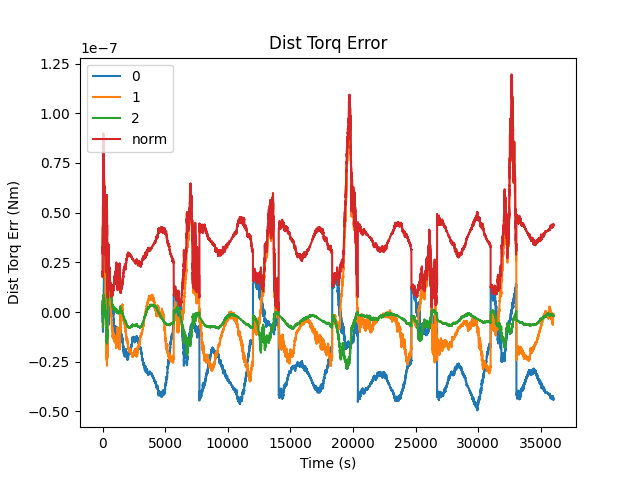 Dist Torq Error
1e−7
1.25
1.00
0.75
0.50
0.25
0.00
−0.25
−0.50
Dist Torq Err (Nm)
0
1
2
norm
0 5000 10000 15000 20000 25000 30000 35000
Time (s)